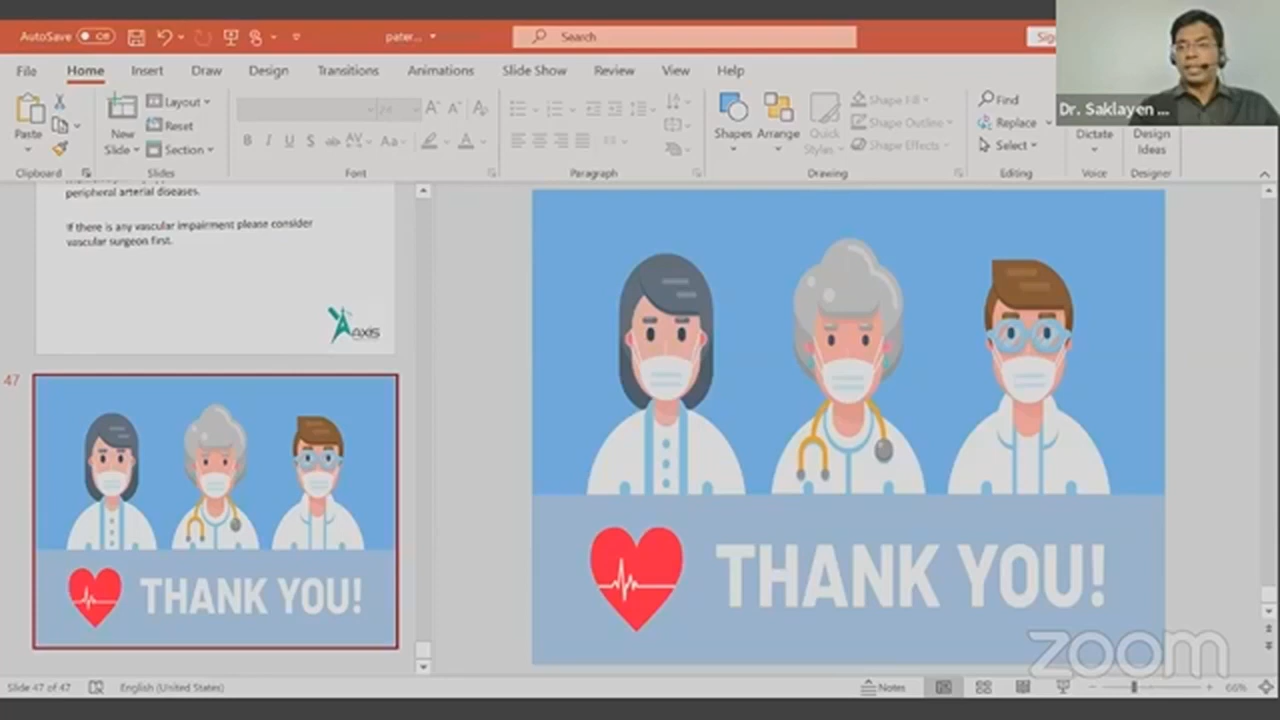 AutoSave Off
pater...
Search
Dr. Saklayen ...
File Home Insert Draw Design Transitions Animations Slide Show Review View Help
Paste
New
Slide
Layout
Reset
Section
B I U S ab AV Aa A
Shapes
Arrange
Quick
Styles
Shape Fill
Shape Outline
Shape Effects
Find
Replace
Select
Dictate
Design
Ideas
Clipboard Slides Font Paragraph Drawing Editing Voice Designer
peripheral arterial diseases.
If there is any vascular impairment please consider
vascular surgeon first.
AXIS
47
THANK YOU!
THANK YOU!
zoom
Slide 47 of 47 English (United States) Notes 66%